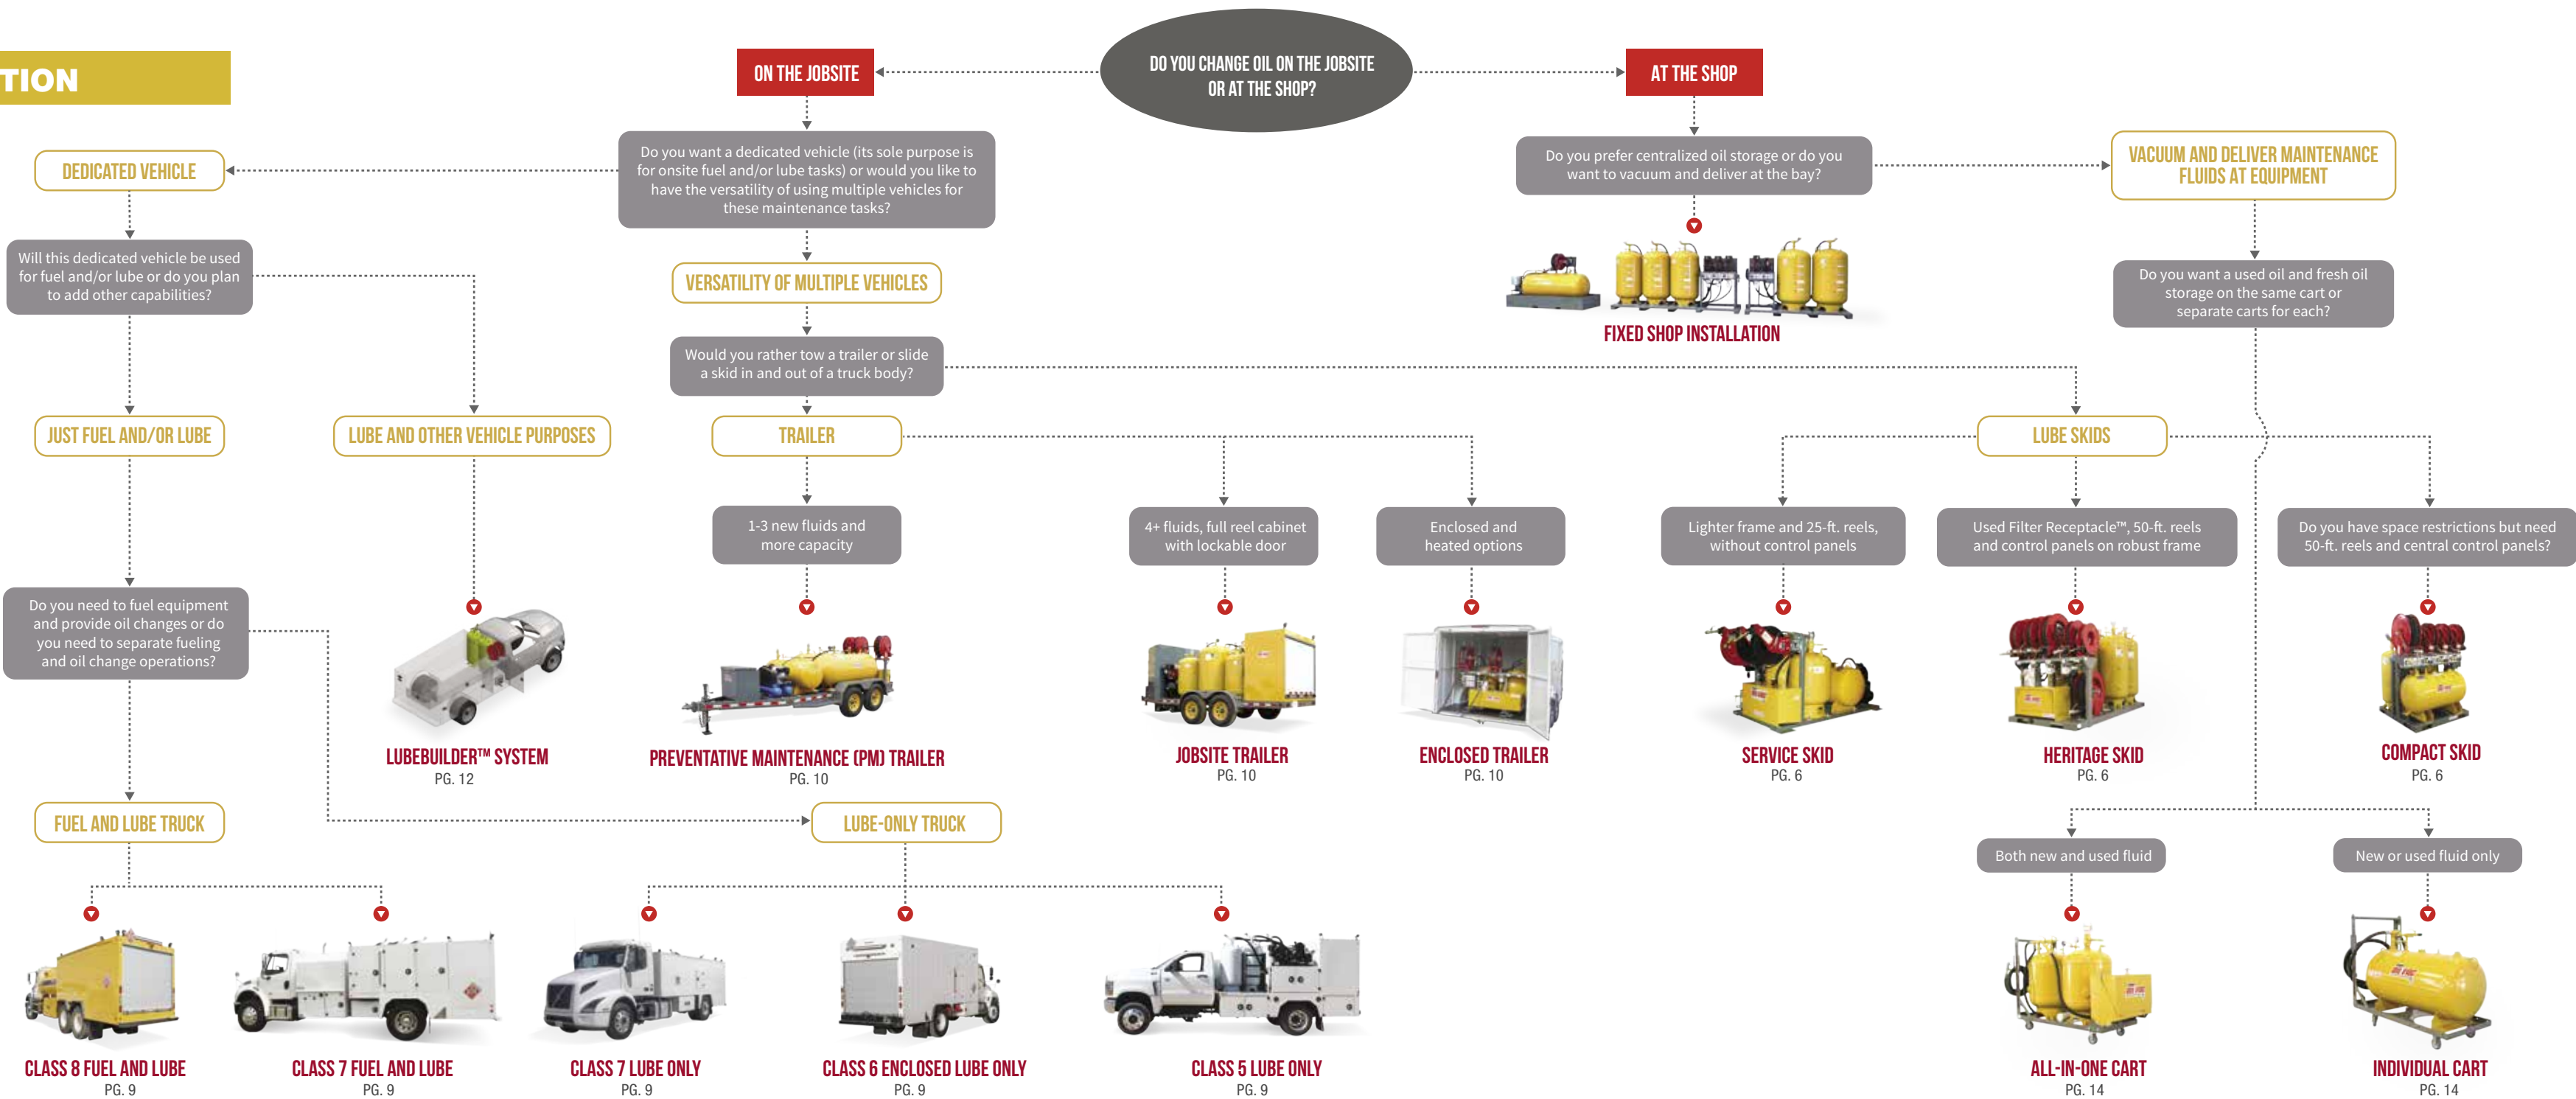 TION
DO YOU CHANGE OIL ON THE JOBSITE
OR AT THE SHOP?
ON THE JOBSITE
AT THE SHOP
Do you want a dedicated vehicle (its sole purpose is
for onsite fuel and/or lube tasks) or would you like to
have the versatility of using multiple vehicles for
these maintenance tasks?
Do you prefer centralized oil storage or do you
want to vacuum and deliver at the bay?
VACUUM AND DELIVER MAINTENANCE
FLUIDS AT EQUIPMENT
DEDICATED VEHICLE
Will this dedicated vehicle be used
for fuel and/or lube or do you plan
to add other capabilities?
VERSATILITY OF MULTIPLE VEHICLES
Do you want a used oil and fresh oil
storage on the same cart or
separate carts for each?
FIXED SHOP INSTALLATION
Would you rather tow a trailer or slide
a skid in and out of a truck body?
JUST FUEL AND/OR LUBE
LUBE AND OTHER VEHICLE PURPOSES
TRAILER
LUBE SKIDS
1-3 new fluids and
more capacity
4+ fluids, full reel cabinet
with lockable door
Enclosed and
heated options
Lighter frame and 25-ft. reels,
without control panels
Used Filter Receptacle™, 50-ft. reels
and control panels on robust frame
Do you have space restrictions but need
50-ft. reels and central control panels?
Do you need to fuel equipment
and provide oil changes or do
you need to separate fueling
and oil change operations?
LUBEBUILDER™ SYSTEM
PG. 12
PREVENTATIVE MAINTENANCE (PM) TRAILER
PG. 10
JOBSITE TRAILER
PG. 10
ENCLOSED TRAILER
PG. 10
SERVICE SKID
PG. 6
HERITAGE SKID
PG. 6
COMPACT SKID
PG. 6
FUEL AND LUBE TRUCK
LUBE-ONLY TRUCK
Both new and used fluid
New or used fluid only
CLASS 8 FUEL AND LUBE
PG. 9
CLASS 7 FUEL AND LUBE
PG. 9
CLASS 7 LUBE ONLY
PG. 9
CLASS 6 ENCLOSED LUBE ONLY
PG. 9
CLASS 5 LUBE ONLY
PG. 9
ALL-IN-ONE CART
PG. 14
INDIVIDUAL CART
PG. 14